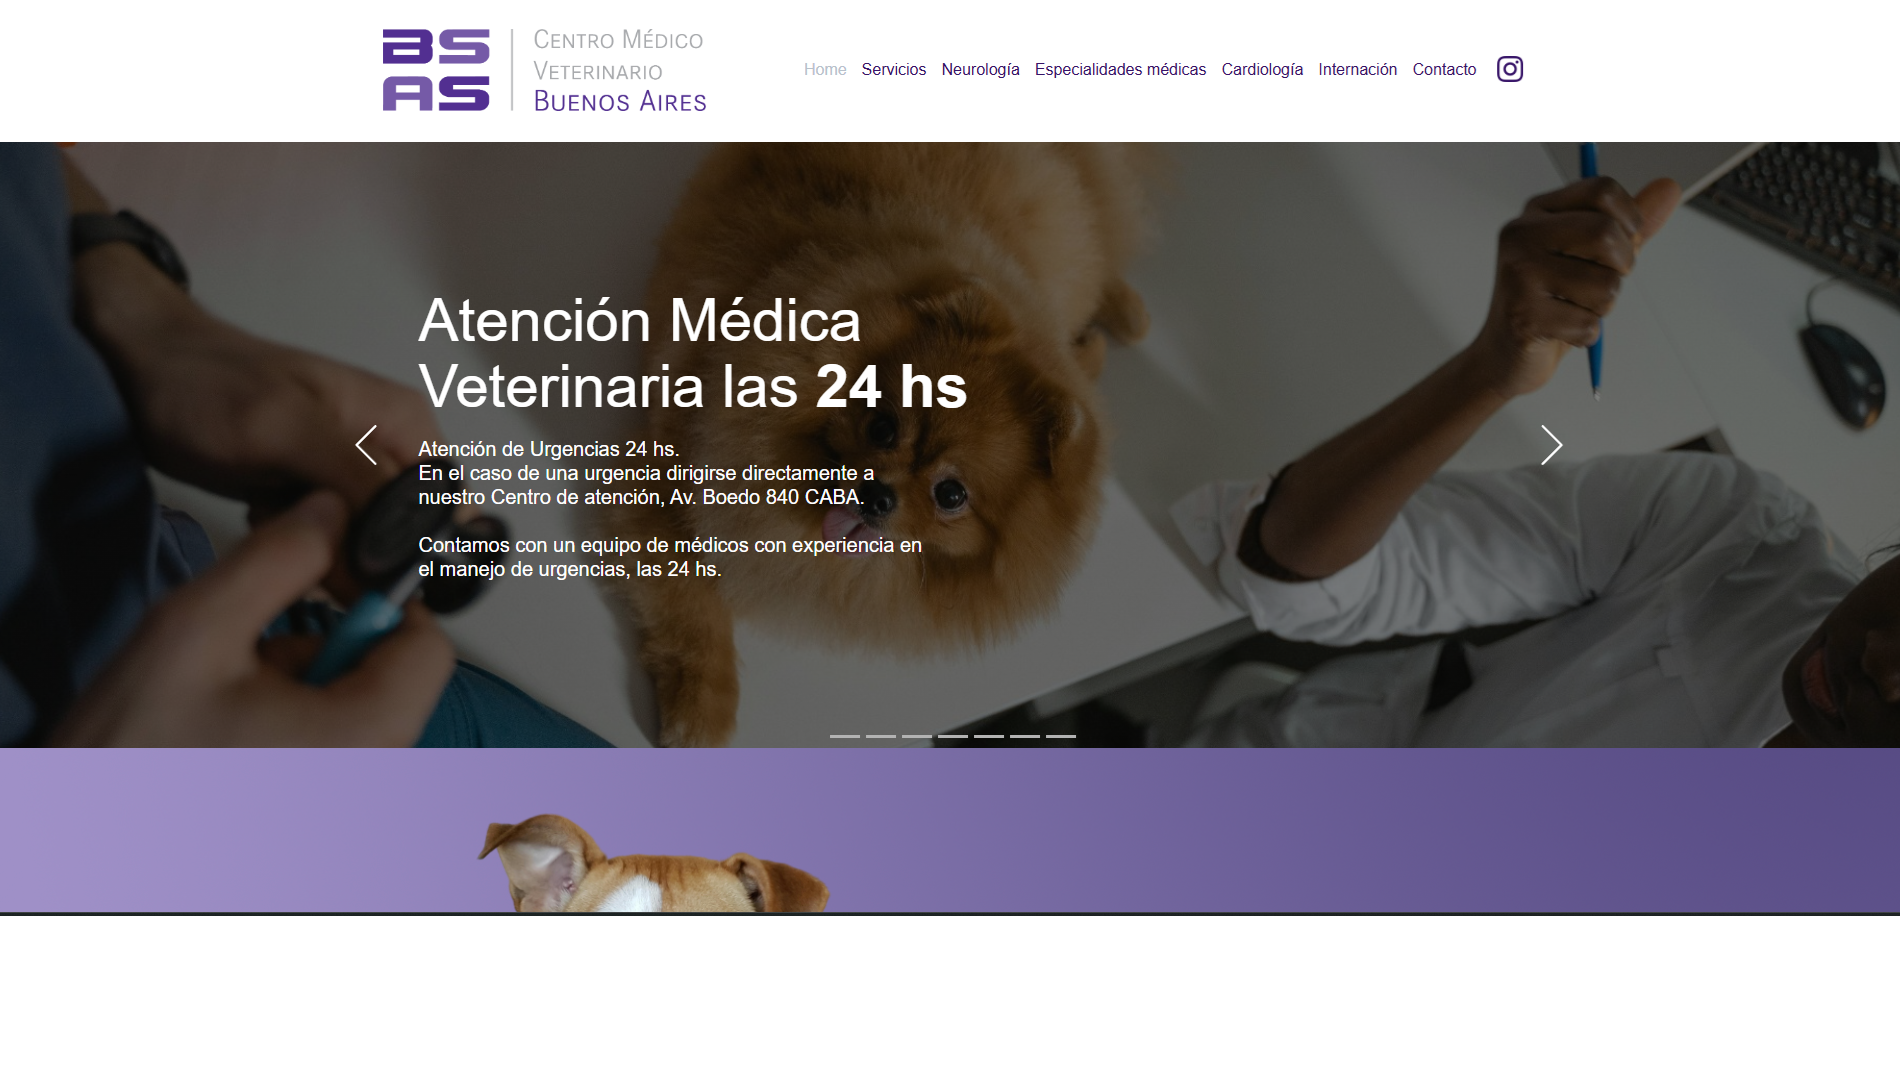 BS
AS
Centro Médico
Veterinario
Buenos Aires
Home Servicios Neurología Especialidades médicas Cardiología Internación Contacto
Atención Médica
Veterinaria las 24 hs
Atención de Urgencias 24 hs.
En el caso de una urgencia dirigirse directamente a
nuestro Centro de atención, Av. Boedo 840 CABA.
Contamos con un equipo de médicos con experiencia en
el manejo de urgencias, las 24 hs.